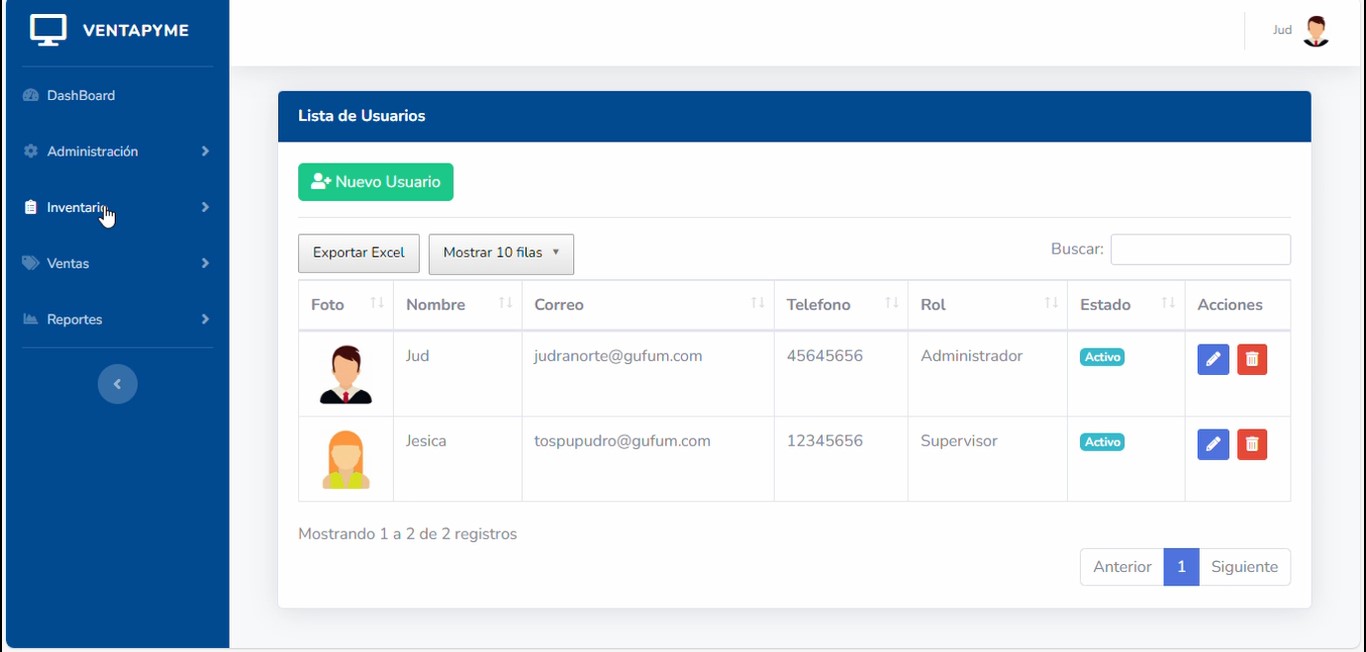 VENTAPYME
Jud
DashBoard
Administración
Inventario
Ventas
Reportes
Lista de Usuarios
Nuevo Usuario
Exportar Excel Mostrar 10 filas Buscar:
Foto Nombre Correo Telefono Rol Estado Acciones
Jud judranorte@gufum.com 45645656 Administrador Activo
Jesica tospupudro@gufum.com 12345656 Supervisor Activo
Mostrando 1 a 2 de 2 registros
Anterior 1 Siguiente